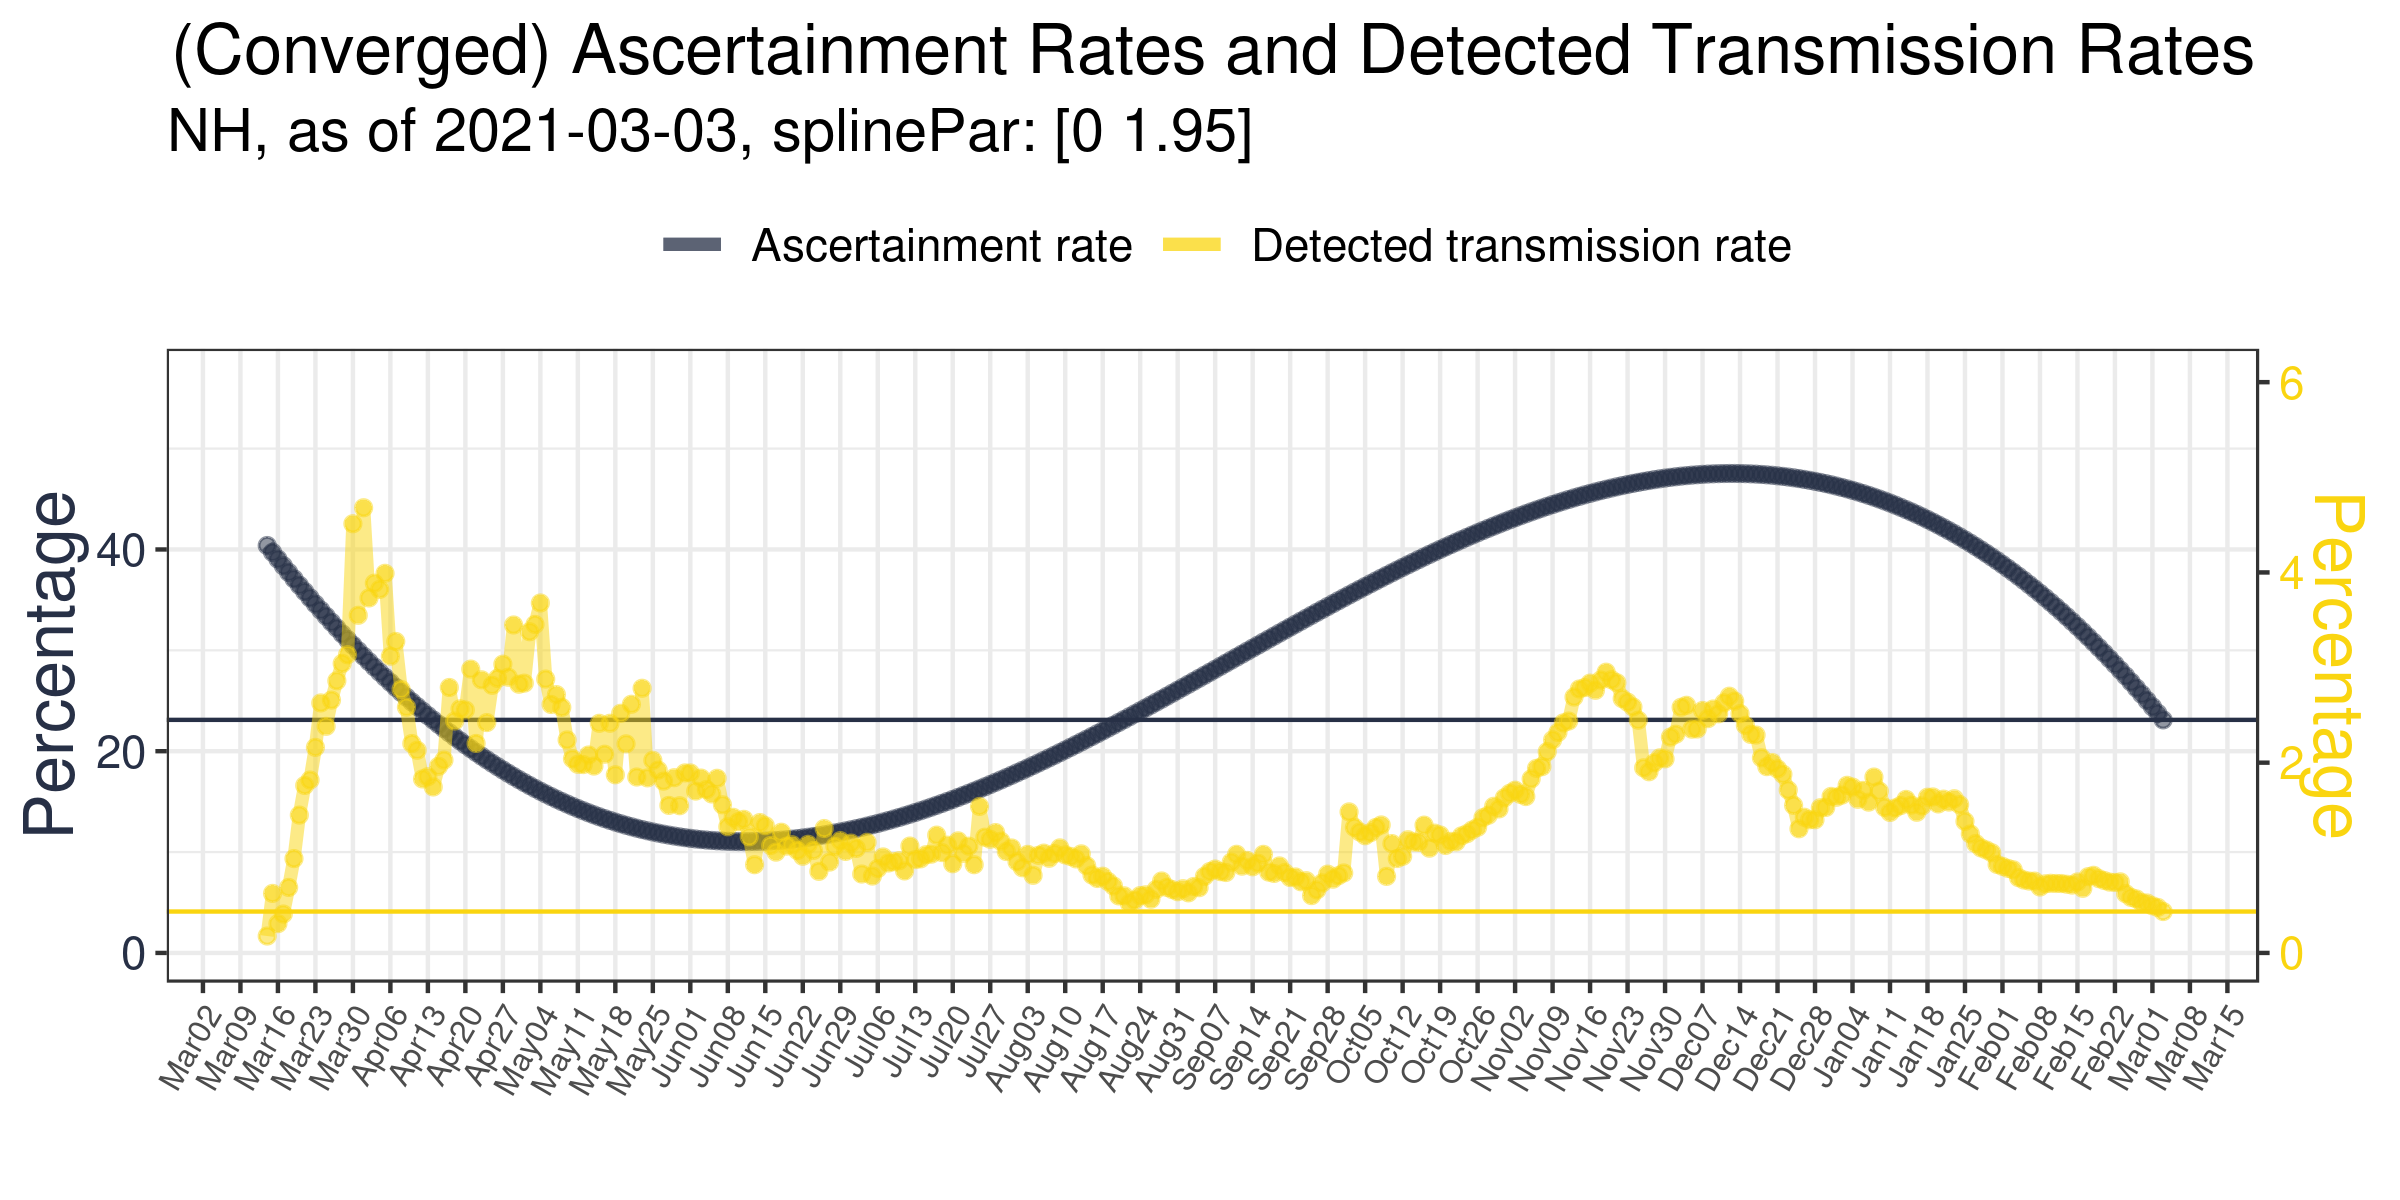 (Converged) Ascertainment Rates and Detected Transmission Rates
NH, as of 2021-03-03, splinePar: [0 1.95]
Ascertainment rate Detected transmission rate
Percentage
40
20
0
6
4
2
0
Percentage
Mar02 Mar09 Mar16 Mar23 Mar30 Apr06 Apr13 Apr20 Apr27 May04 May11 May18 May25 Jun01 Jun08 Jun15 Jun22 Jun29 Jul06 Jul13 Jul20 Jul27 Aug03 Aug10 Aug17 Aug24 Aug31 Sep07 Sep14 Sep21 Sep28 Oct05 Oct12 Oct19 Oct26 Nov02 Nov09 Nov16 Nov23 Nov30 Dec07 Dec14 Dec21 Dec28 Jan04 Jan11 Jan18 Jan25 Feb01 Feb08 Feb15 Feb22 Mar01 Mar08 Mar15